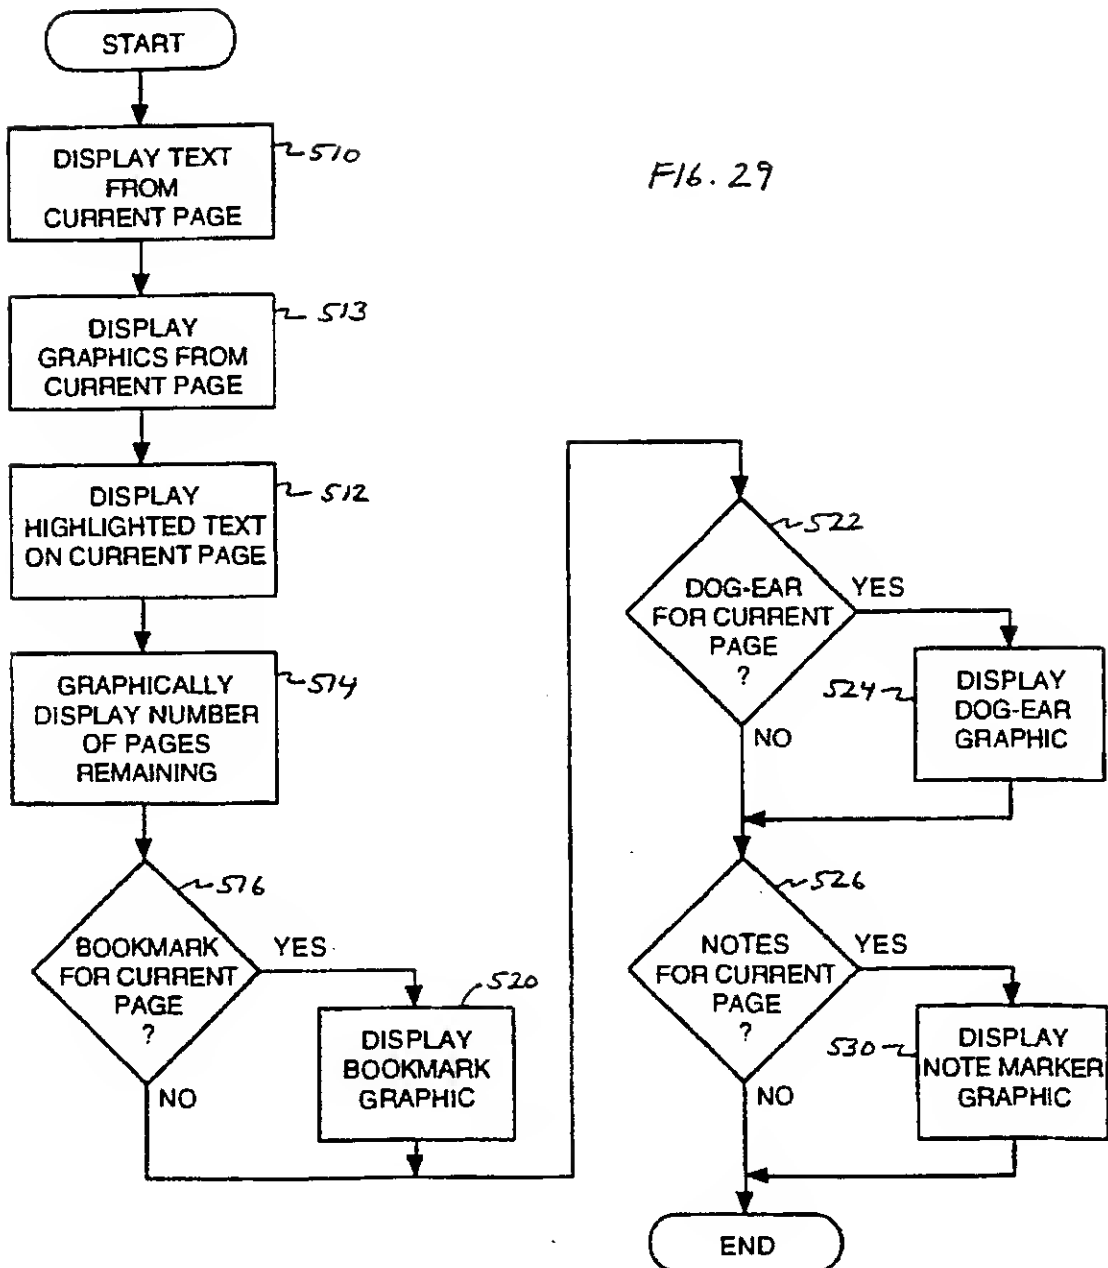 START
DISPLAY TEXT
FROM
CURRENT PAGE
510
FIG. 29
DISPLAY
GRAPHICS FROM
CURRENT PAGE
513
DISPLAY
HIGHLIGHTED TEXT
ON CURRENT PAGE
512
GRAPHICALLY
DISPLAY NUMBER
OF PAGES
REMAINING
514
BOOKMARK
FOR CURRENT
PAGE
?
516
YES
NO
520
DISPLAY
BOOKMARK
GRAPHIC
522
DOG-EAR
FOR CURRENT
PAGE
?
YES
NO
524
DISPLAY
DOG-EAR
GRAPHIC
526
NOTES
FOR CURRENT
PAGE
?
YES
NO
530
DISPLAY
NOTE MARKER
GRAPHIC
END